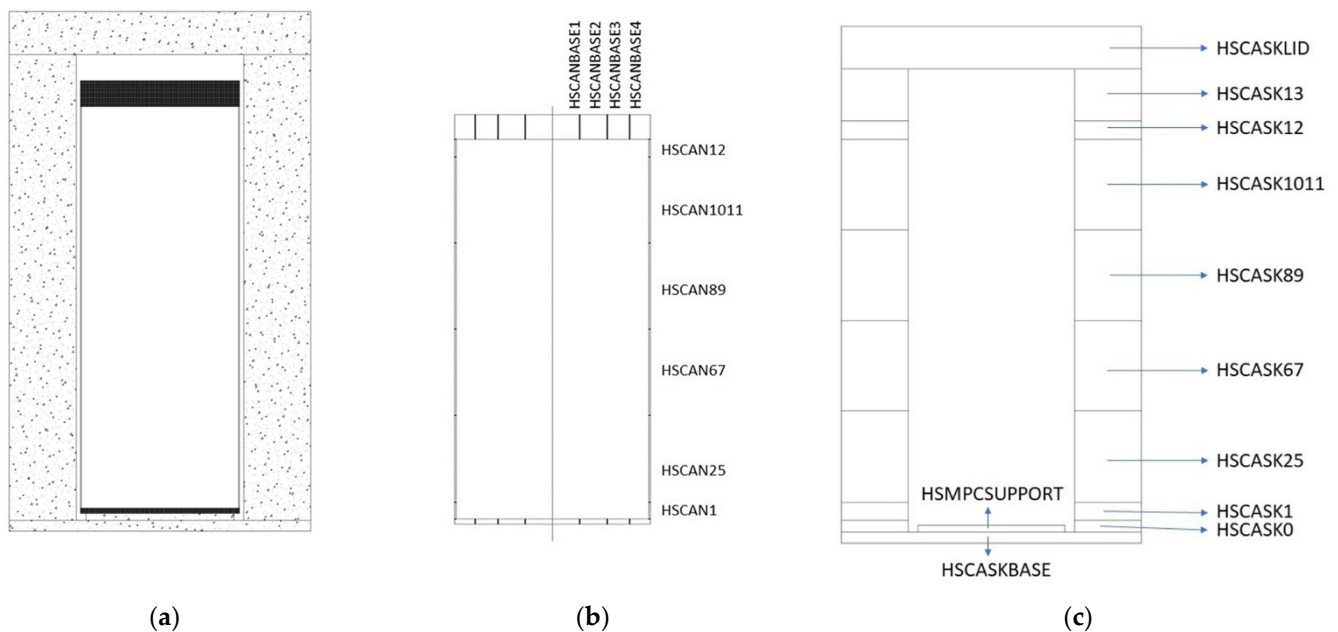 HSCANBASE1
HSCANBASE2
HSCANBASE3
HSCANBASE4
HSCAN12
HSCAN1011
HSCAN89
HSCAN67
HSCAN25
HSCAN1
HSCASKLID
HSCASK13
HSCASK12
HSCASK1011
HSCASK89
HSCASK67
HSCASK25
HSMPCSUPPORT
HSCASK1
HSCASK0
HSCASKBASE
(a)
(b)
(c)